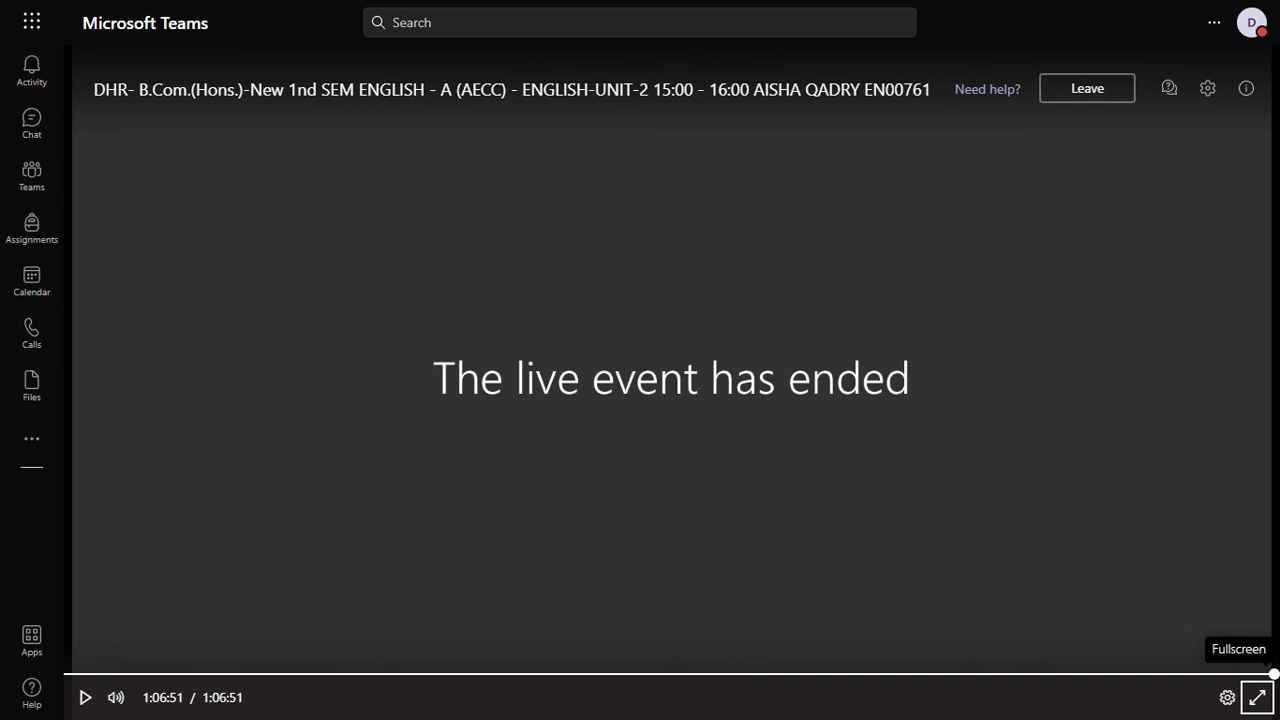 Microsoft Teams
Search
D
Activity
Chat
Teams
Assignments
Calendar
Calls
Files
Apps
Help
DHR- B.Com.(Hons.)-New 1nd SEM ENGLISH - A (AECC) - ENGLISH-UNIT-2 15:00 - 16:00 AISHA QADRY EN00761
Need help?
Leave
The live event has ended
Fullscreen
1:06:51 / 1:06:51